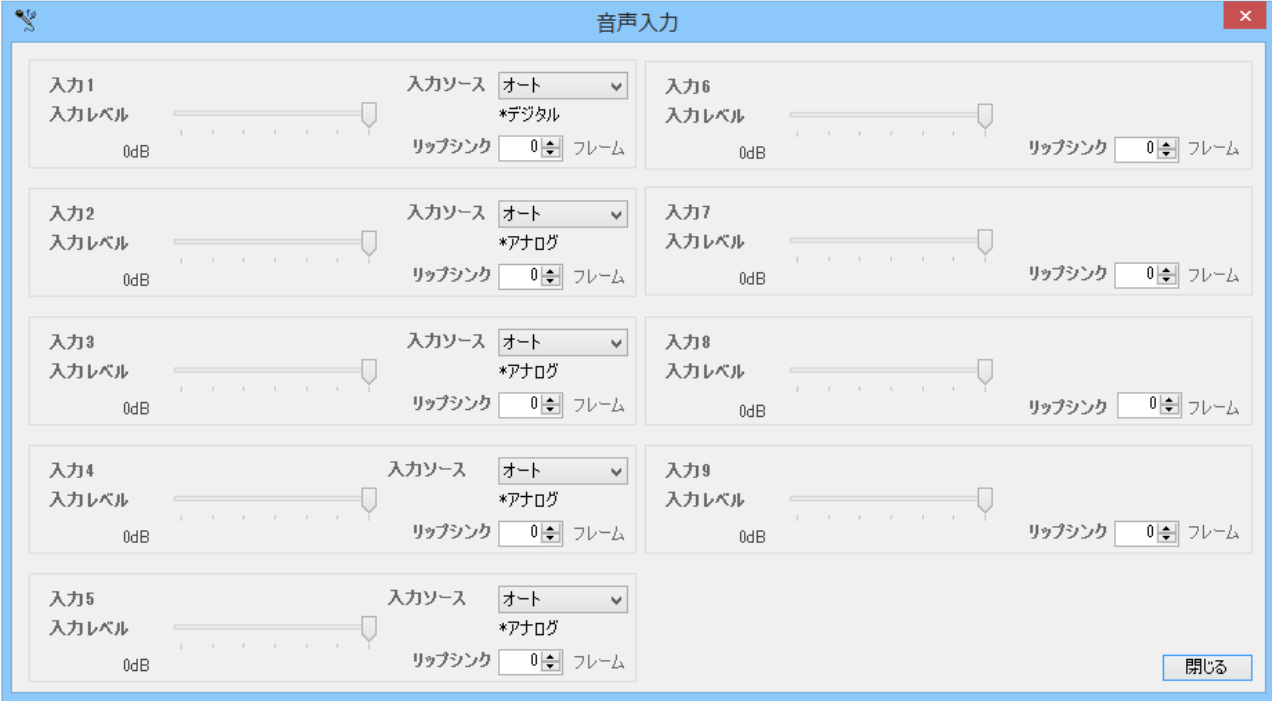 音声入力
入力1 入力ソース オート
入力レベル *デジタル
0dB リップシンク 0 フレーム
入力2 入力ソース オート
入力レベル *アナログ
0dB リップシンク 0 フレーム
入力3 入力ソース オート
入力レベル *アナログ
0dB リップシンク 0 フレーム
入力4 入力ソース オート
入力レベル *アナログ
0dB リップシンク 0 フレーム
入力5 入力ソース オート
入力レベル *アナログ
0dB リップシンク 0 フレーム
入力6
入力レベル
0dB リップシンク 0 フレーム
入力7
入力レベル
0dB リップシンク 0 フレーム
入力8
入力レベル
0dB リップシンク 0 フレーム
入力9
入力レベル
0dB リップシンク 0 フレーム
閉じる